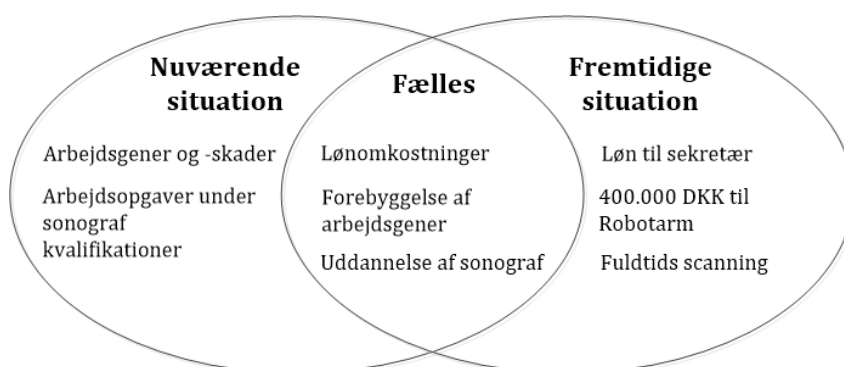 Nuværende
situation
Arbejdsgener og -skader
Arbejdsopgaver under
sonograf
kvalifikationer
Fælles
Lønomkostninger
Forebyggelse af
arbejdsgener
Uddannelse af sonograf
Fremtidige
situation
Løn til sekretær
400.000 DKK til
Robotarm
Fuldtids scanning